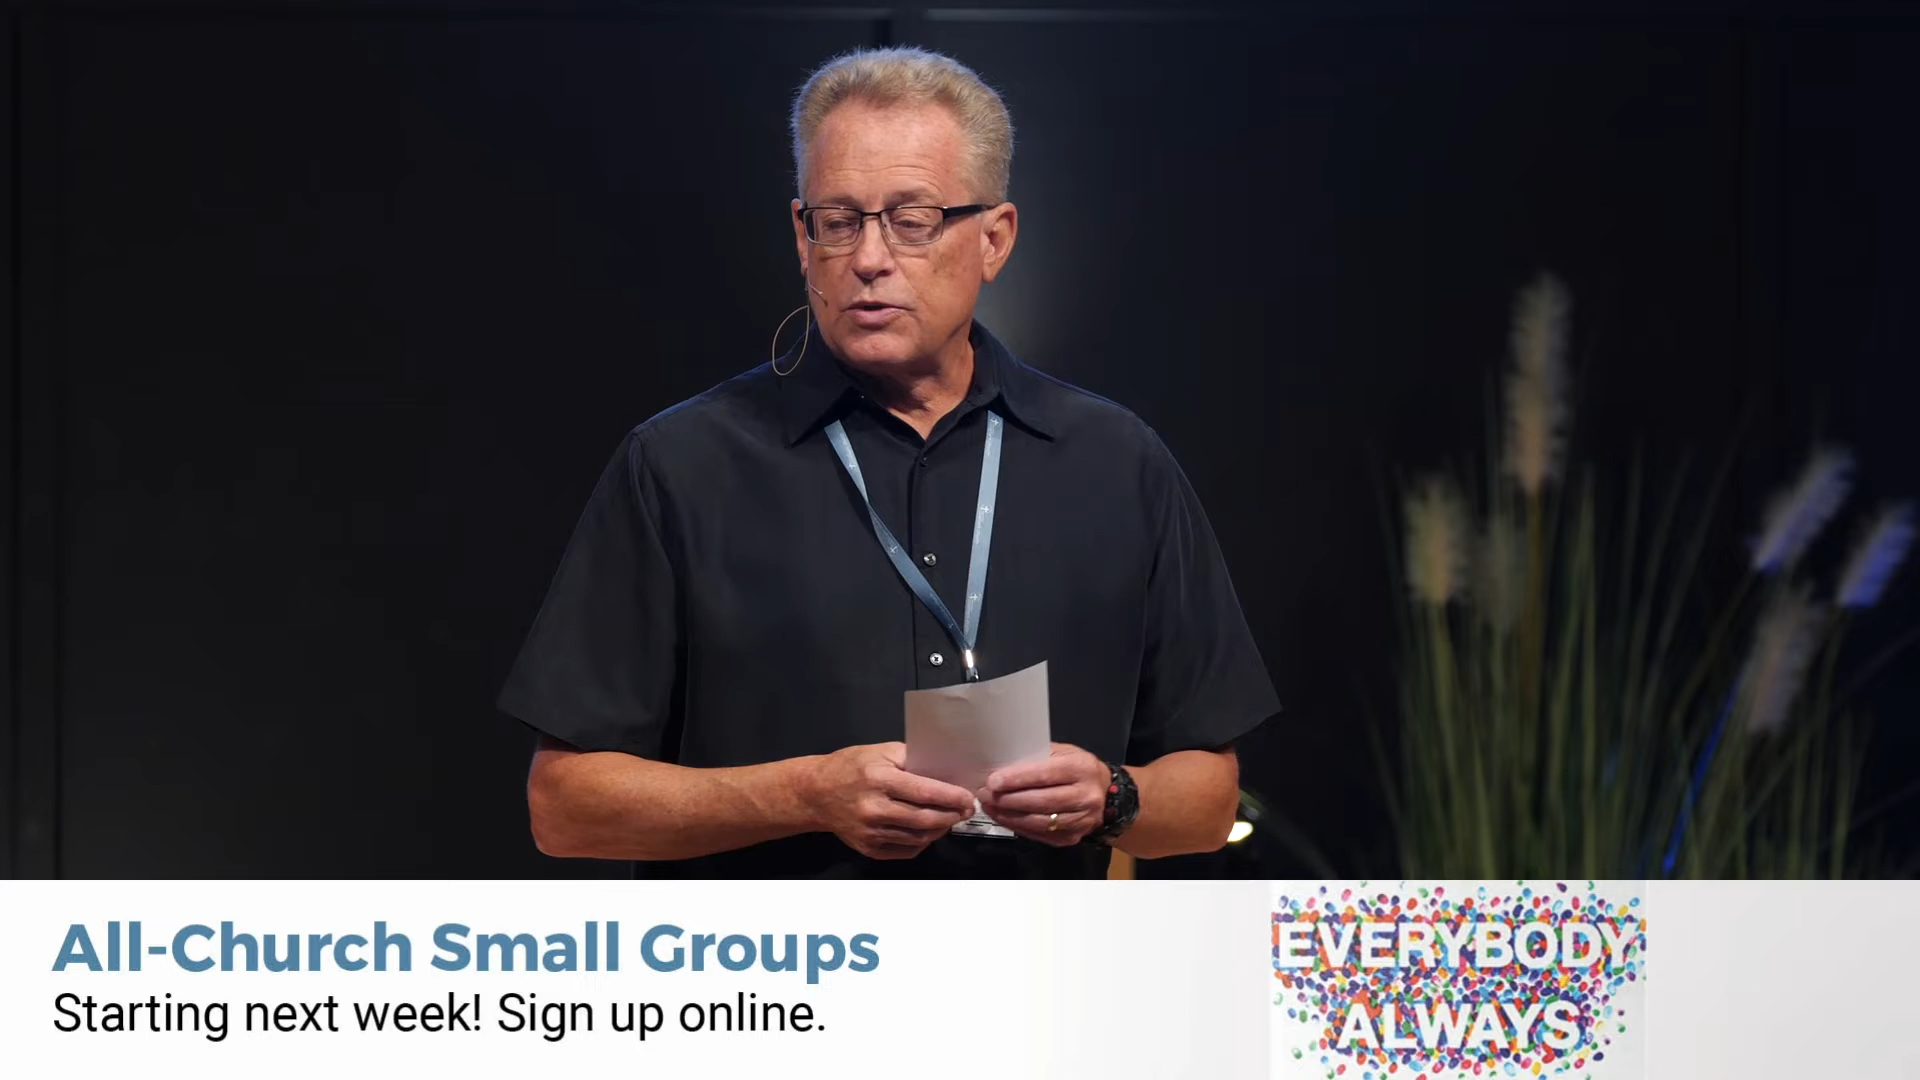 All-Church Small Groups
Starting next week! Sign up online.
EVERYBODY
ALWAYS